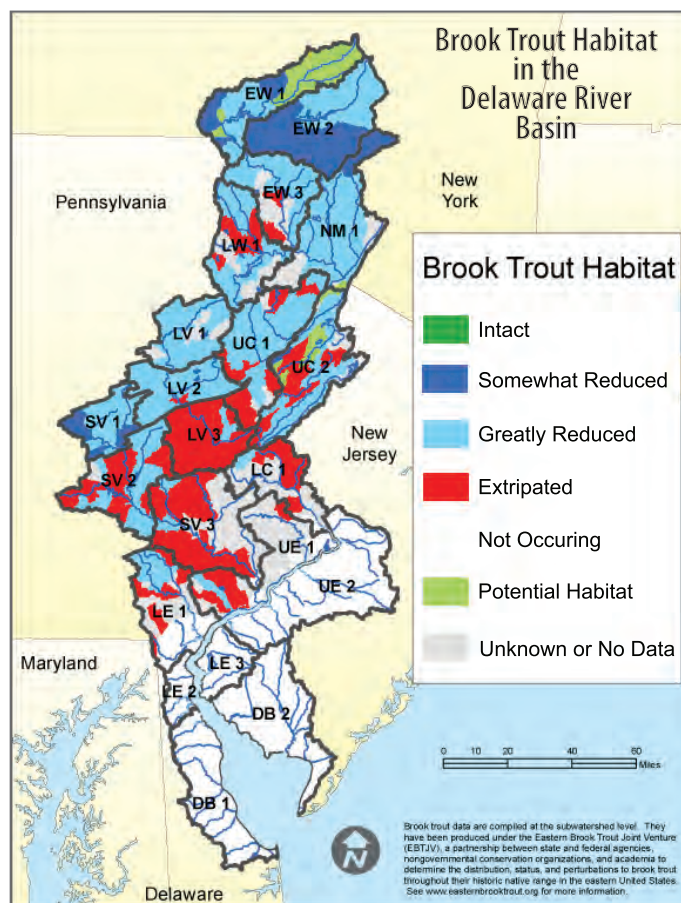 Brook Trout Habitat
in the
Delaware River
Basin
EW 1
EW 2
New
York
Pennsylvania
EW 3
NM 1
LW 1
Brook Trout Habitat
Intact
Somewhat Reduced
Greatly Reduced
Extripated
Not Occuring
Potential Habitat
Unknown or No Data
LV 1
UC 1
UC 2
LV 2
SV 1
LV 3
New
Jersey
LC 1
SV 2
SV 3
UE 1
UE 2
LE 1
Maryland
LE 3
LE 2
DB 2
DB 1
0 10 20 40 60
Miles
N
Delaware
Brook trout data are compiled at the subwatershed level. They
have been produced under the Eastern Brook Trout Joint Venture
(EBTJV), a partnership between state and federal agencies,
nongovernmental conservation organizations, and academia to
determine the distribution, status, and perturbations to brook trout
throughout their historic native range in the eastern United States.
See www.easternbrooktrout.org for more information.